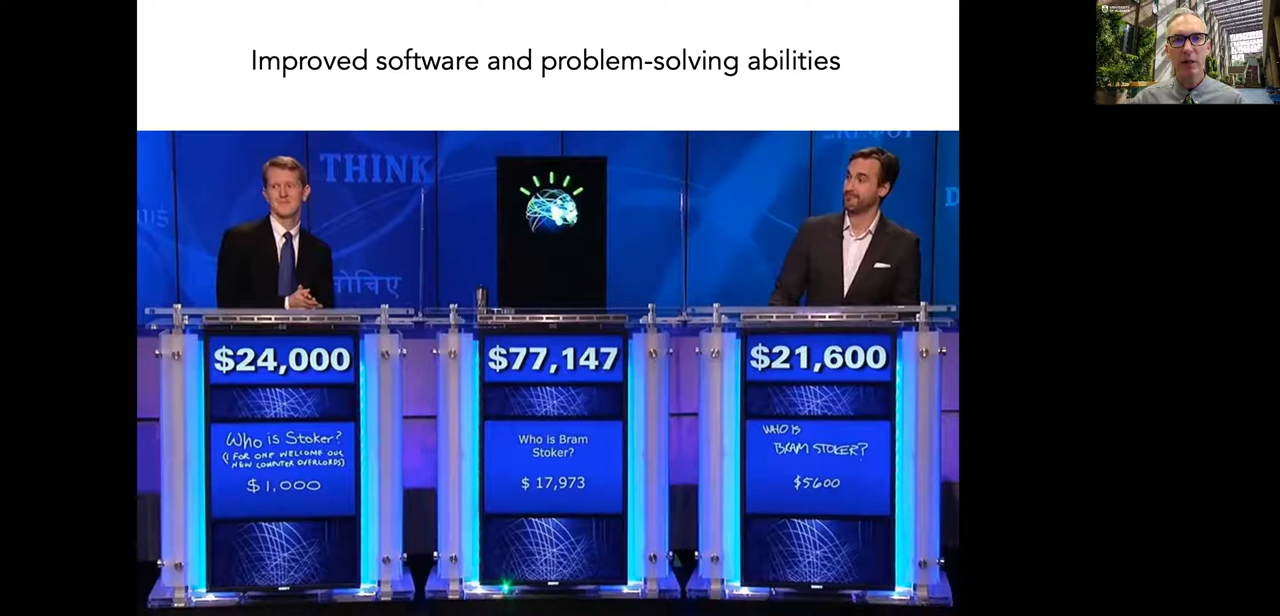 Improved software and problem-solving abilities
THINK
$24,000
Who is Stoker?
(I FOR ONE WELCOME OUR
NEW COMPUTER OVERLORDS)
$1,000
$77,147
Who is Bram
Stoker?
$ 17,973
$21,600
WHO IS
BRAM STOKER?
$5600